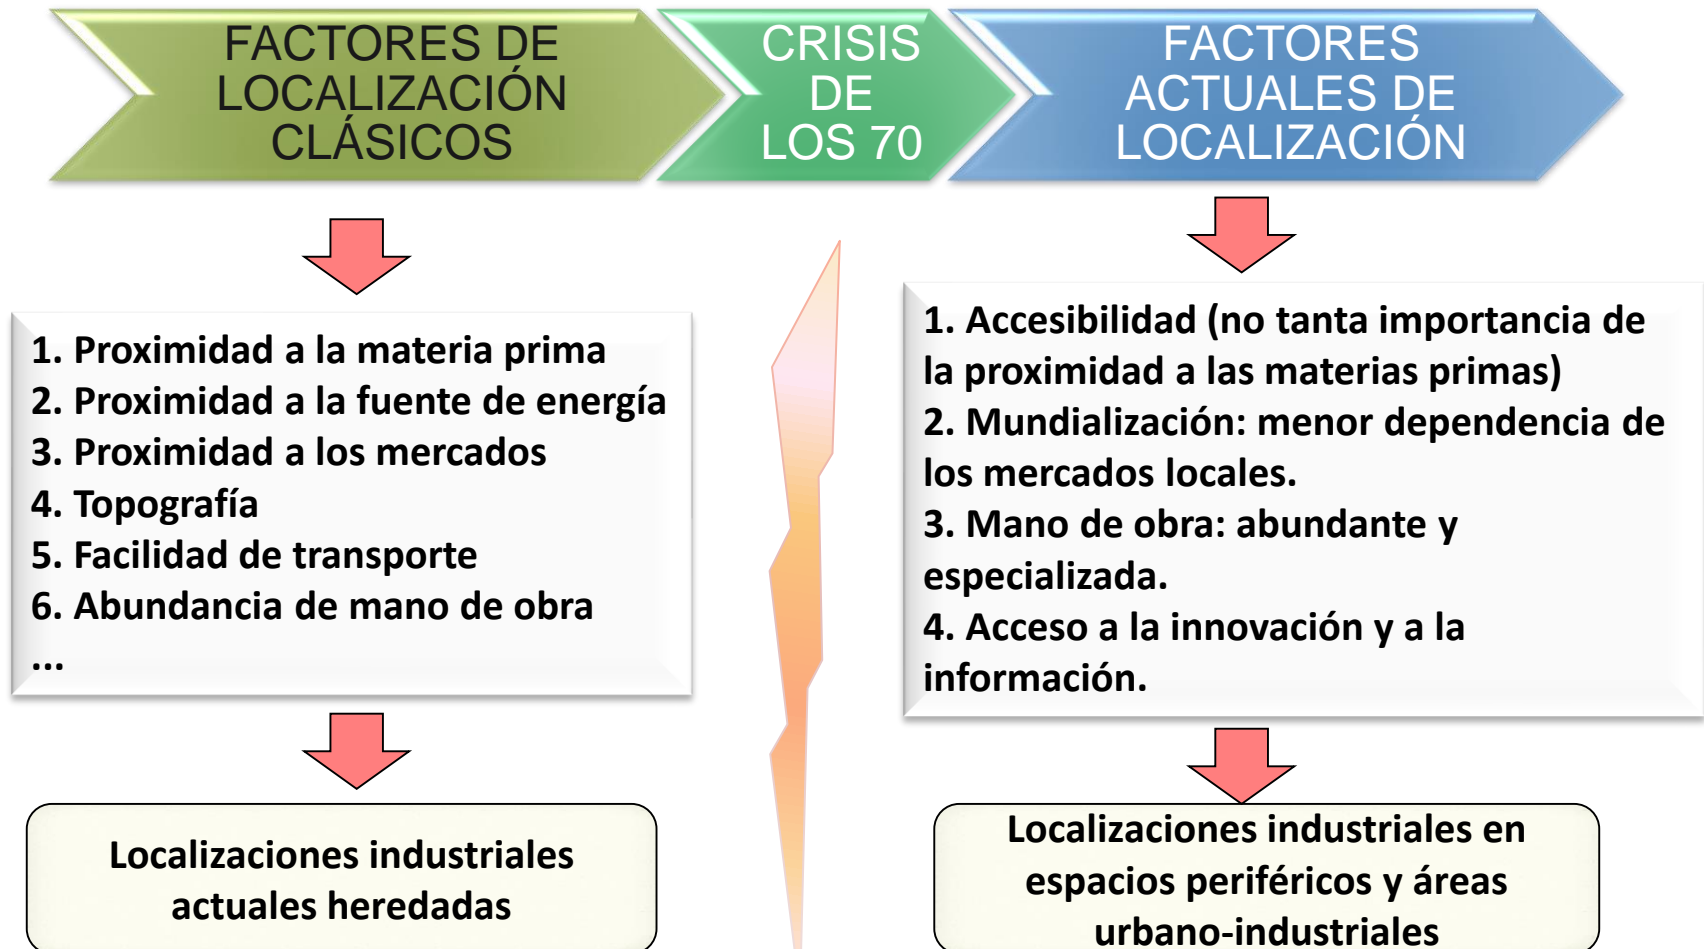 FACTORES DE
LOCALIZACIÓN
CLÁSICOS
CRISIS
DE
LOS 70
FACTORES
ACTUALES DE
LOCALIZACIÓN
1. Proximidad a la materia prima
2. Proximidad a la fuente de energía
3. Proximidad a los mercados
4. Topografía
5. Facilidad de transporte
6. Abundancia de mano de obra
...
1. Accesibilidad (no tanta importancia de
la proximidad a las materias primas)
2. Mundialización: menor dependencia de
los mercados locales.
3. Mano de obra: abundante y
especializada.
4. Acceso a la innovación y a la
información.
Localizaciones industriales
actuales heredadas
Localizaciones industriales en
espacios periféricos y áreas
urbano-industriales